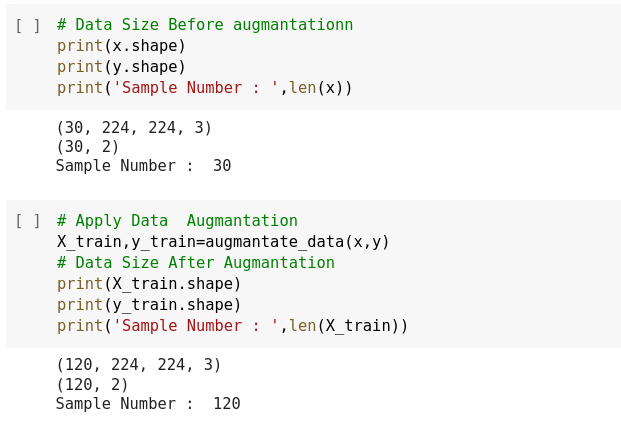 [ ] # Data Size Before augmantationn
print(x.shape)
print(y.shape)
print('Sample Number : ',len(x))
(30, 224, 224, 3)
(30, 2)
Sample Number :  30
[ ] # Apply Data  Augmantation
X_train,y_train=augmantate_data(x,y)
# Data Size After Augmantation
print(X_train.shape)
print(y_train.shape)
print('Sample Number : ',len(X_train))
(120, 224, 224, 3)
(120, 2)
Sample Number :  120